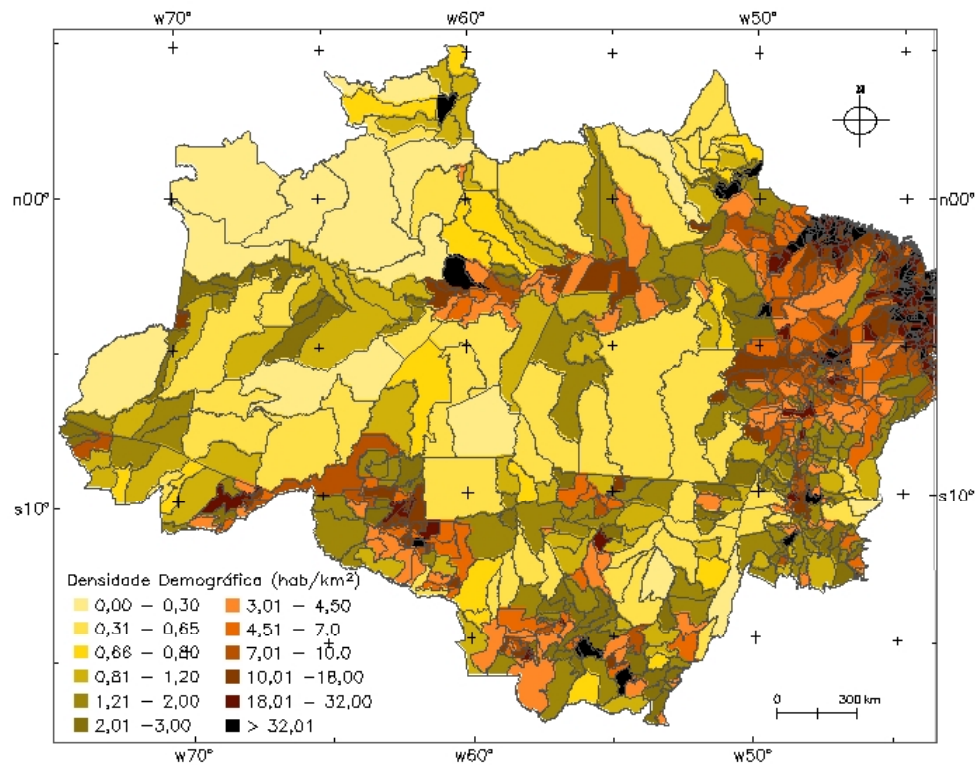 w70° w60° w50°
N
n00° n00°
s10° s10°
Densidade Demográfica (hab/km²)
0,00 – 0,30 3,01 – 4,50
0,31 – 0,65 4,51 – 7,0
0,66 – 0,80 7,01 – 10,0
0,81 – 1,20 10,01 –18,00
1,21 – 2,00 18,01 – 32,00
2,01 –3,00 > 32,01
0 300 km
w70° w60° w50°